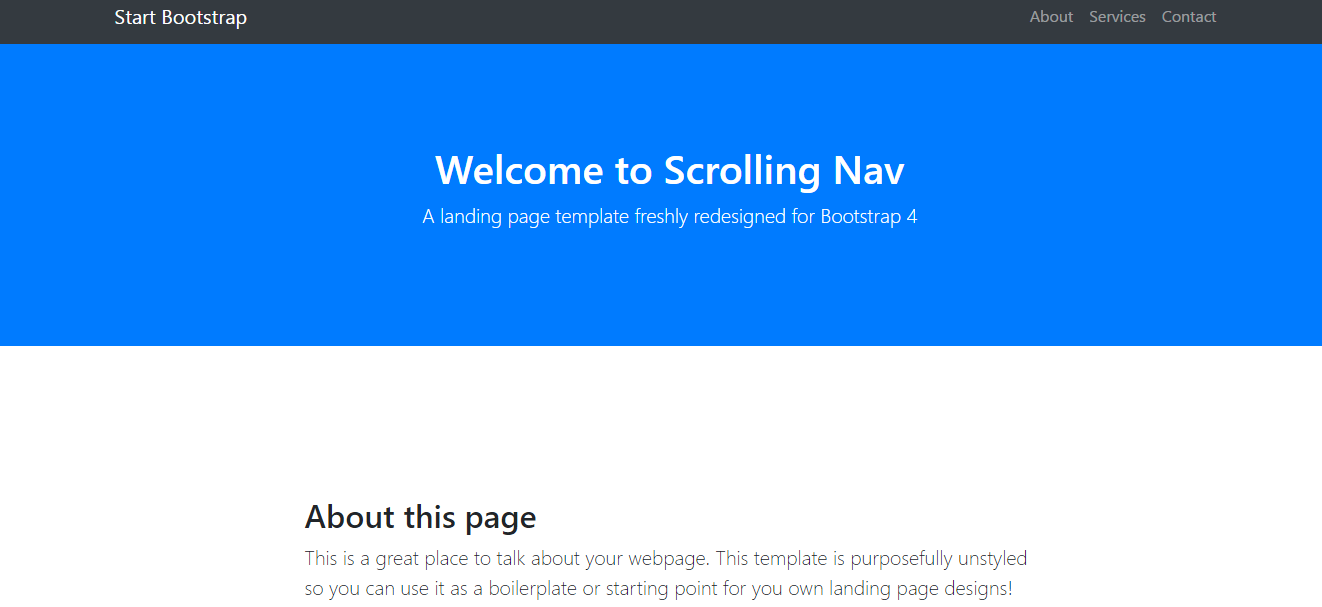 Start Bootstrap
About Services Contact
Welcome to Scrolling Nav
A landing page template freshly redesigned for Bootstrap 4
About this page
This is a great place to talk about your webpage. This template is purposefully unstyled
so you can use it as a boilerplate or starting point for you own landing page designs!